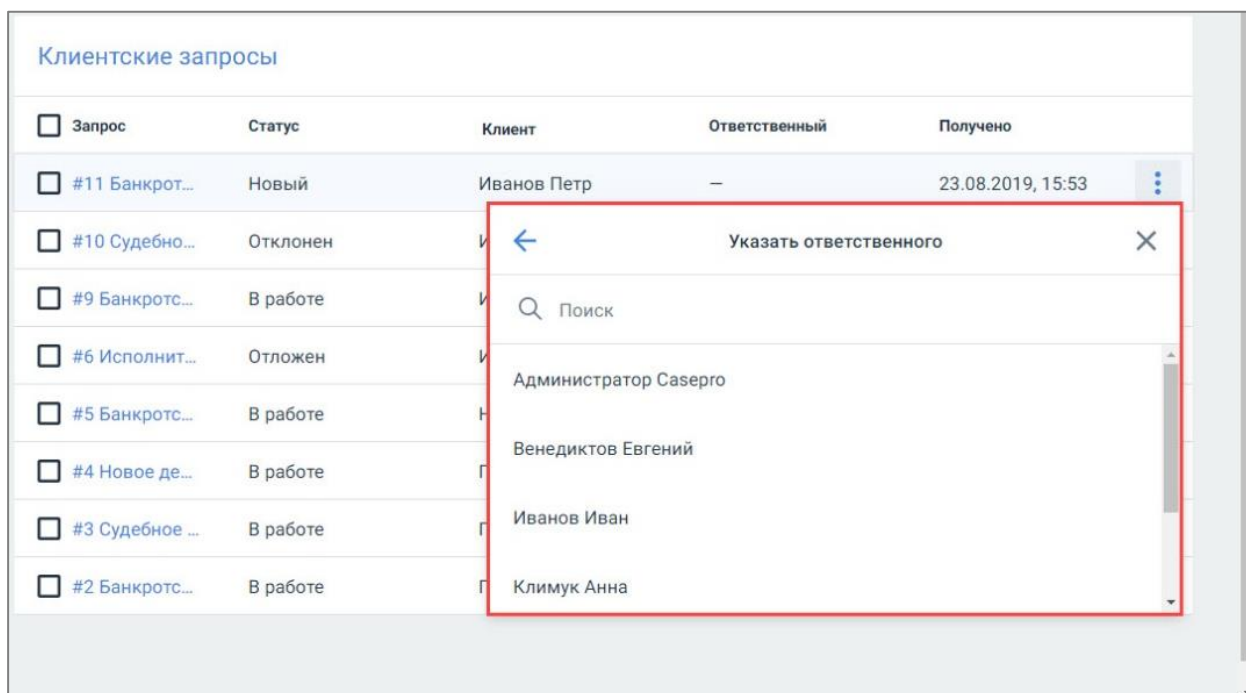 Клиентские запросы
Запрос Статус Клиент Ответственный Получено
#11 Банкрот... Новый Иванов Петр — 23.08.2019, 15:53
#10 Судебно... Отклонен
Указать ответственного
#9 Банкротс... В работе
Поиск
#6 Исполнит... Отложен
Администратор Casepro
#5 Банкротс... В работе
Венедиктов Евгений
#4 Новое де... В работе
Иванов Иван
#3 Судебное ... В работе
Климук Анна
#2 Банкротс... В работе